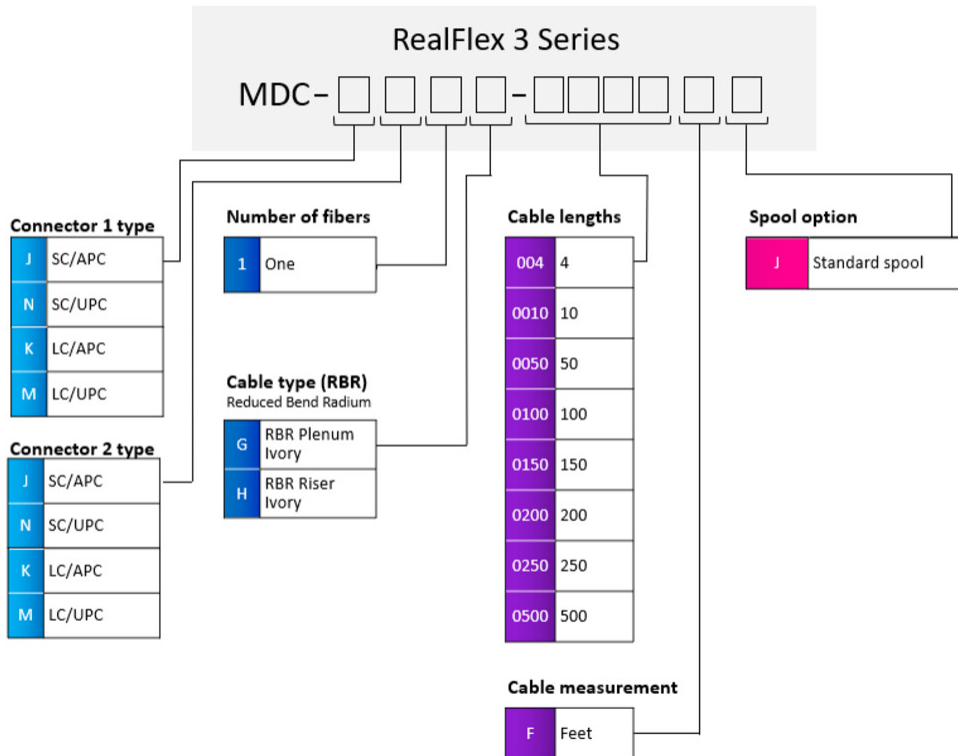 RealFlex 3 Series
MDC-
-
Connector 1 type
J SC/APC
N SC/UPC
K LC/APC
M LC/UPC
Connector 2 type
J SC/APC
N SC/UPC
K LC/APC
M LC/UPC
Number of fibers
1 One
Cable type (RBR)
Reduced Bend Radium
G RBR Plenum
Ivory
H RBR Riser
Ivory
Cable lengths
004 4
0010 10
0050 50
0100 100
0150 150
0200 200
0250 250
0500 500
Cable measurement
F Feet
Spool option
J Standard spool